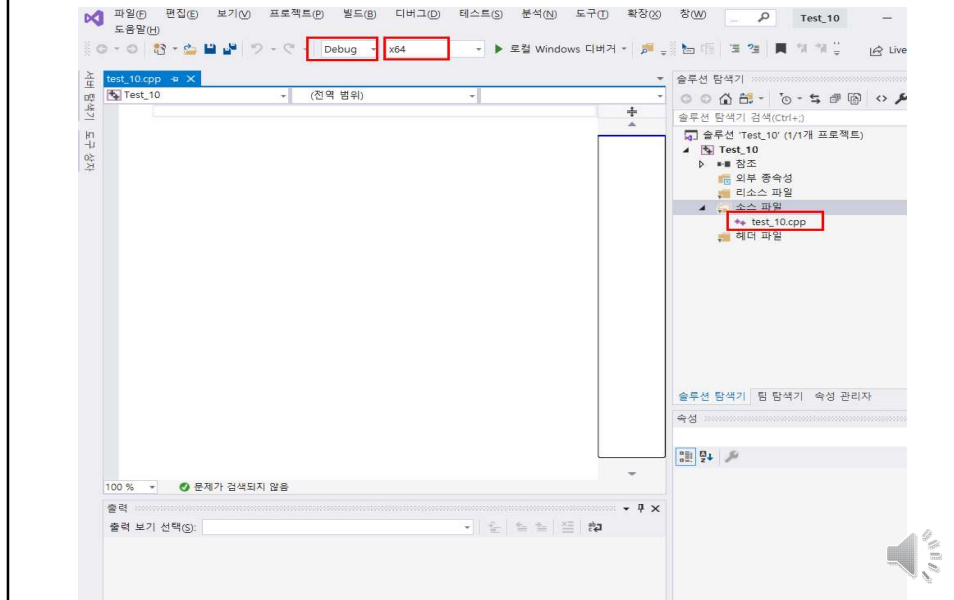 파일(F) 편집(E) 보기(V) 프로젝트(P) 빌드(B) 디버그(D) 테스트(S) 분석(N) 도구(T) 확장(X) 창(W) ... Test_10
도움말(H)
Debug x64 로컬 Windows 디버거 Live
서버 탐색기
도구 상자
test_10.cpp
Test_10 (전역 범위)
100 % 문제가 검색되지 않음
출력
출력 보기 선택(S):
솔루션 탐색기
솔루션 탐색기 검색(Ctrl+;)
솔루션 'Test_10' (1/1개 프로젝트)
Test_10
참조
외부 종속성
리소스 파일
소스 파일
test_10.cpp
헤더 파일
솔루션 탐색기 팀 탐색기 속성 관리자
속성